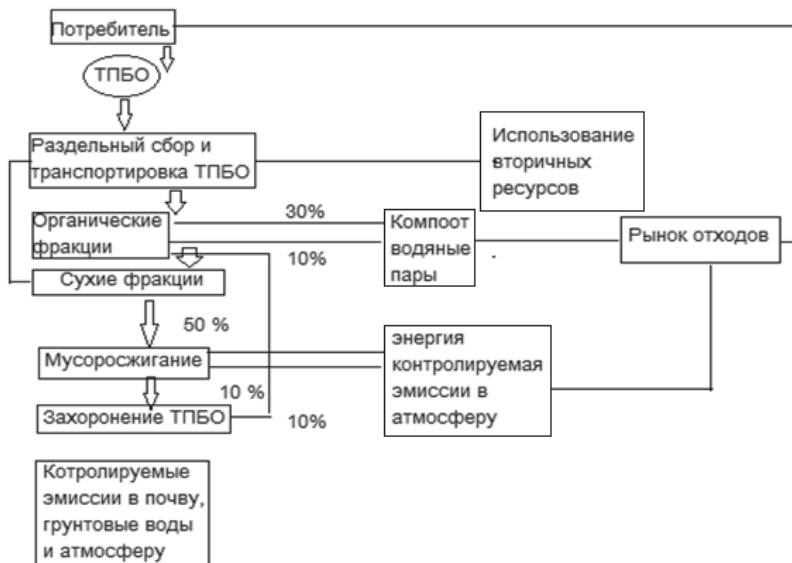 Потребитель
ТПБО
Раздельный сбор и
транспортировка ТПБО
Использование
вторичных
ресурсов
Органические
фракции
30%
10%
Компоот
водяные
пары
Рынок отходов
Сухие фракции
50 %
Мусоросжигание
энергия
контролируемая
эмиссии в
атмосферу
10 %
Захоронение ТПБО
10%
Котролируемые
эмиссии в почву,
грунтовые воды
и атмосферу